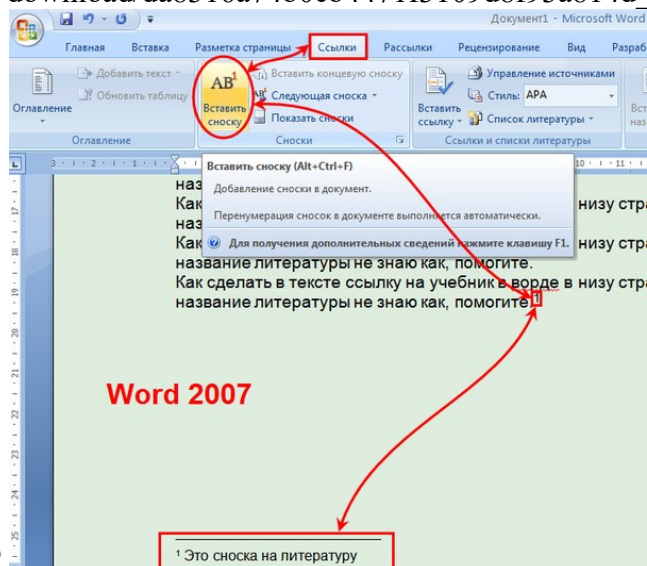 Документ1 - Microsoft Word
Главная Вставка Разметка страницы Ссылки Рассылки Рецензирование Вид
Добавить текст
Обновить таблицу
Оглавление
Оглавление
AB¹
Вставить сноску
Вставить концевую сноску
Следующая сноска
Показать сноски
Сноски
Вставить ссылку
Управление источниками
Стиль: APA
Список литературы
Ссылки и списки литературы
Вставить сноску (Alt+Ctrl+F)
Добавление сноски в документ.
Перенумерация сносок в документе выполняется автоматически.
Для получения дополнительных сведений нажмите клавишу F1.
низу стра
низу стра
название литературы не знаю как, помогите.
Как сделать в тексте ссылку на учебник в ворде в низу стра
название литературы не знаю как, помогите.¹
Word 2007
¹ Это сноска на литературу